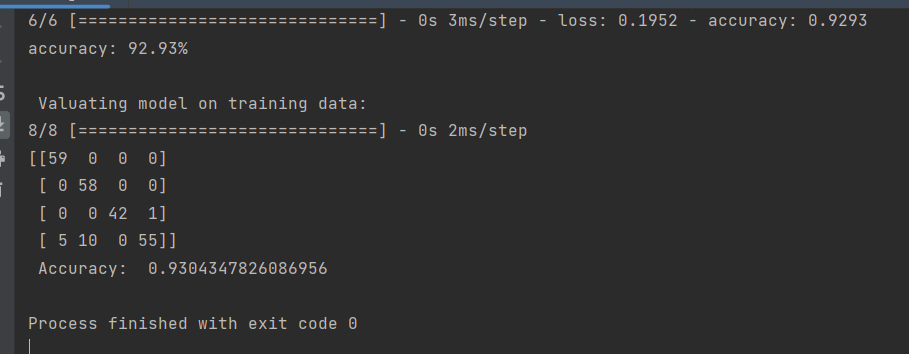 6/6 [==============================] - 0s 3ms/step - loss: 0.1952 - accuracy: 0.9293
accuracy: 92.93%
 Valuating model on training data:
8/8 [==============================] - 0s 2ms/step
[[59  0  0  0]
 [ 0 58  0  0]
 [ 0  0 42  1]
 [ 5 10  0 55]]
 Accuracy:  0.9304347826086956
Process finished with exit code 0